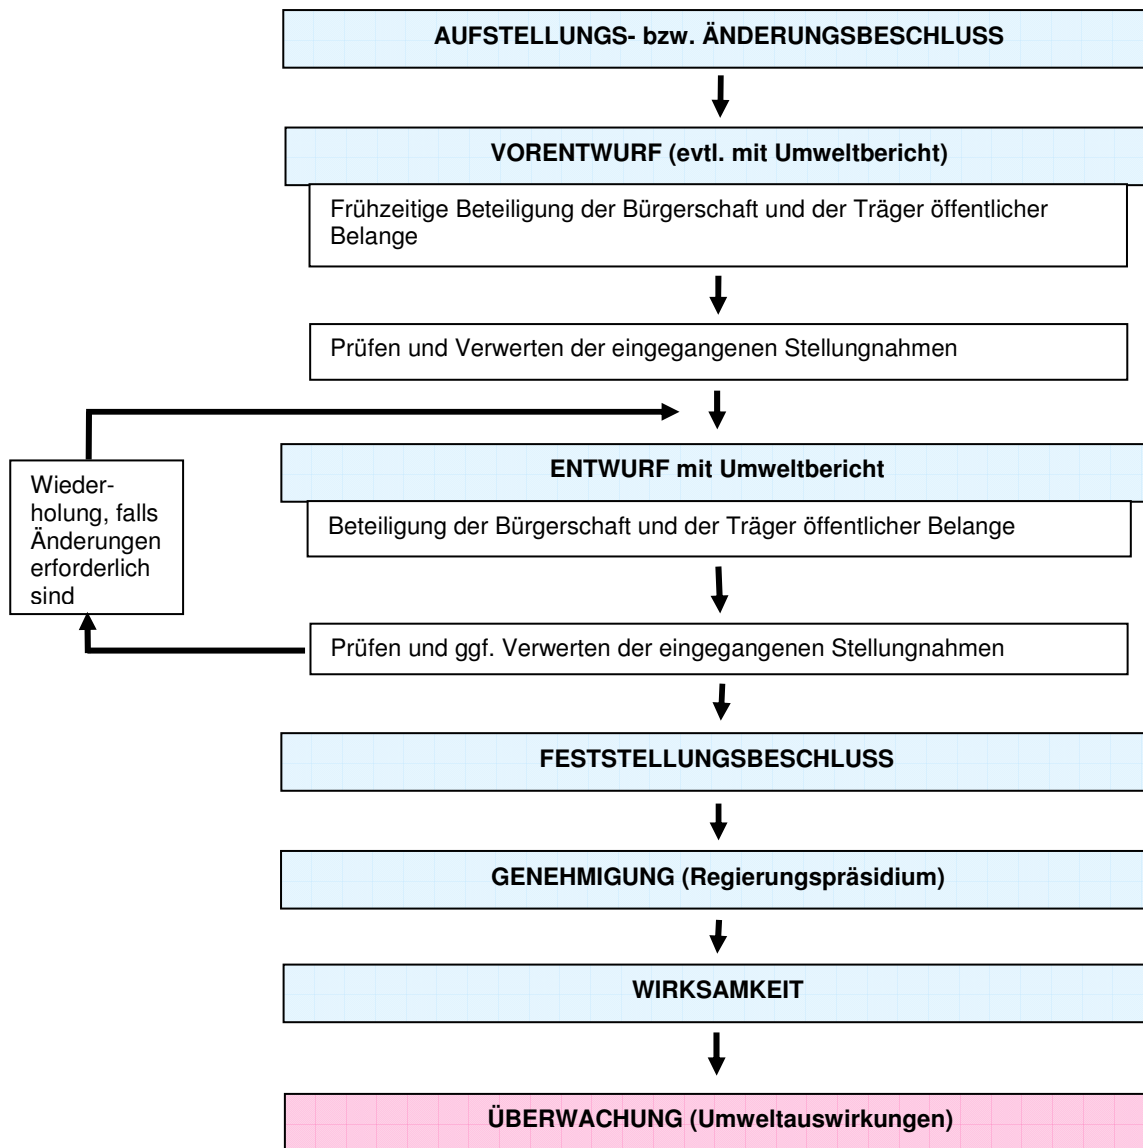 AUFSTELLUNGS- bzw. ÄNDERUNGSBESCHLUSS
VORENTWURF (evtl. mit Umweltbericht)
Frühzeitige Beteiligung der Bürgerschaft und der Träger öffentlicher
Belange
Prüfen und Verwerten der eingegangenen Stellungnahmen
ENTWURF mit Umweltbericht
Beteiligung der Bürgerschaft und der Träger öffentlicher Belange
Wieder-
holung, falls
Änderungen
erforderlich
sind
Prüfen und ggf. Verwerten der eingegangenen Stellungnahmen
FESTSTELLUNGSBESCHLUSS
GENEHMIGUNG (Regierungspräsidium)
WIRKSAMKEIT
ÜBERWACHUNG (Umweltauswirkungen)